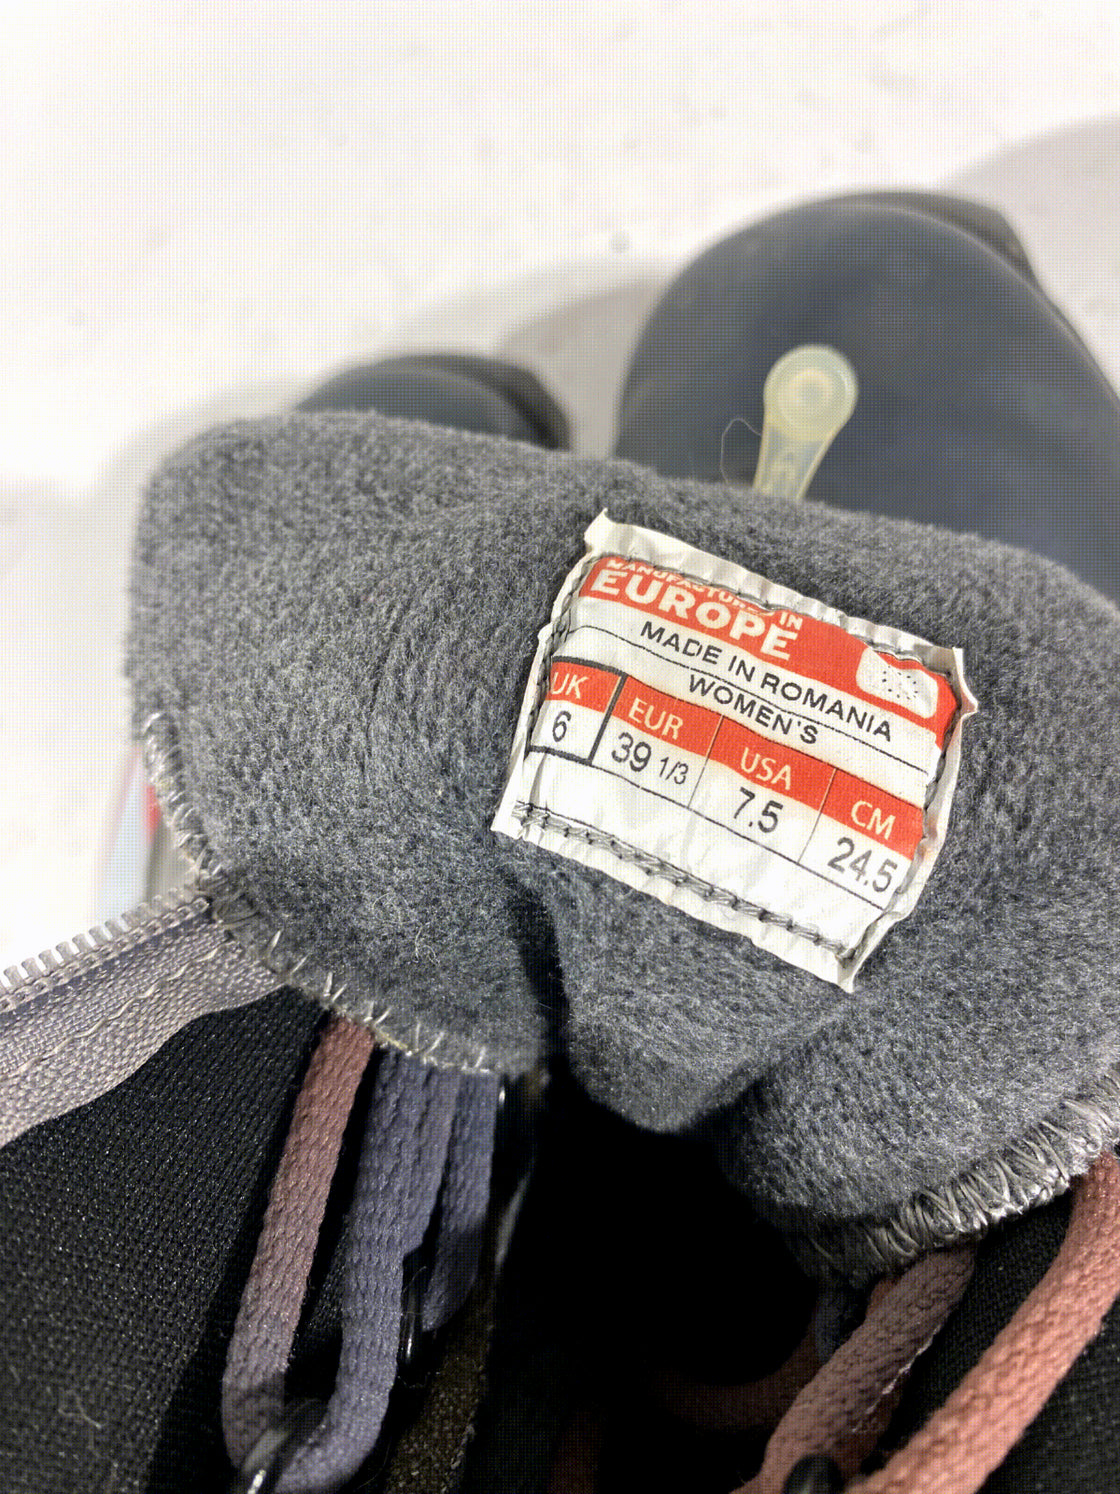 MANUFACTURED IN
EUROPE
MADE IN ROMANIA
WOMEN'S
UK EUR USA CM
6 39 1/3 7.5 24.5